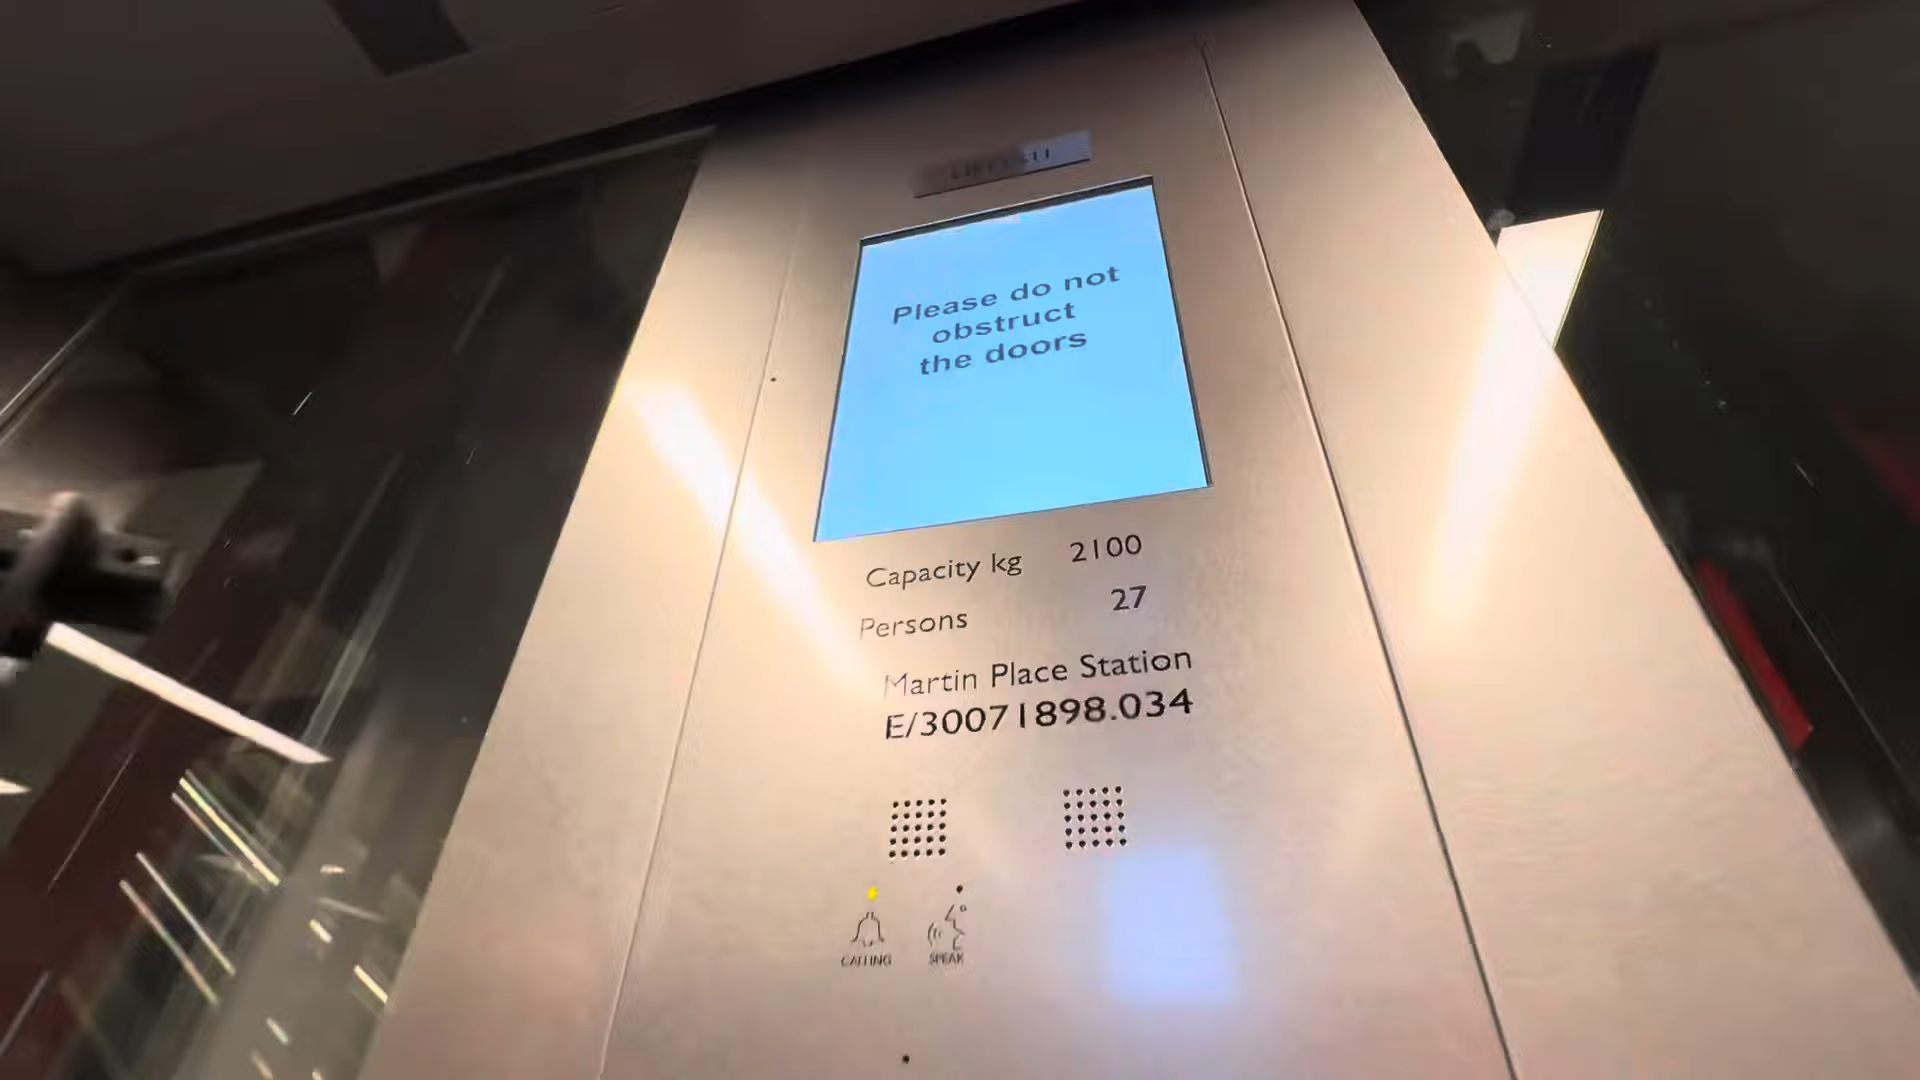 Please do not
obstruct
the doors
Capacity kg 2100
Persons 27
Martin Place Station
E/30071898.034
CALLING
SPEAK